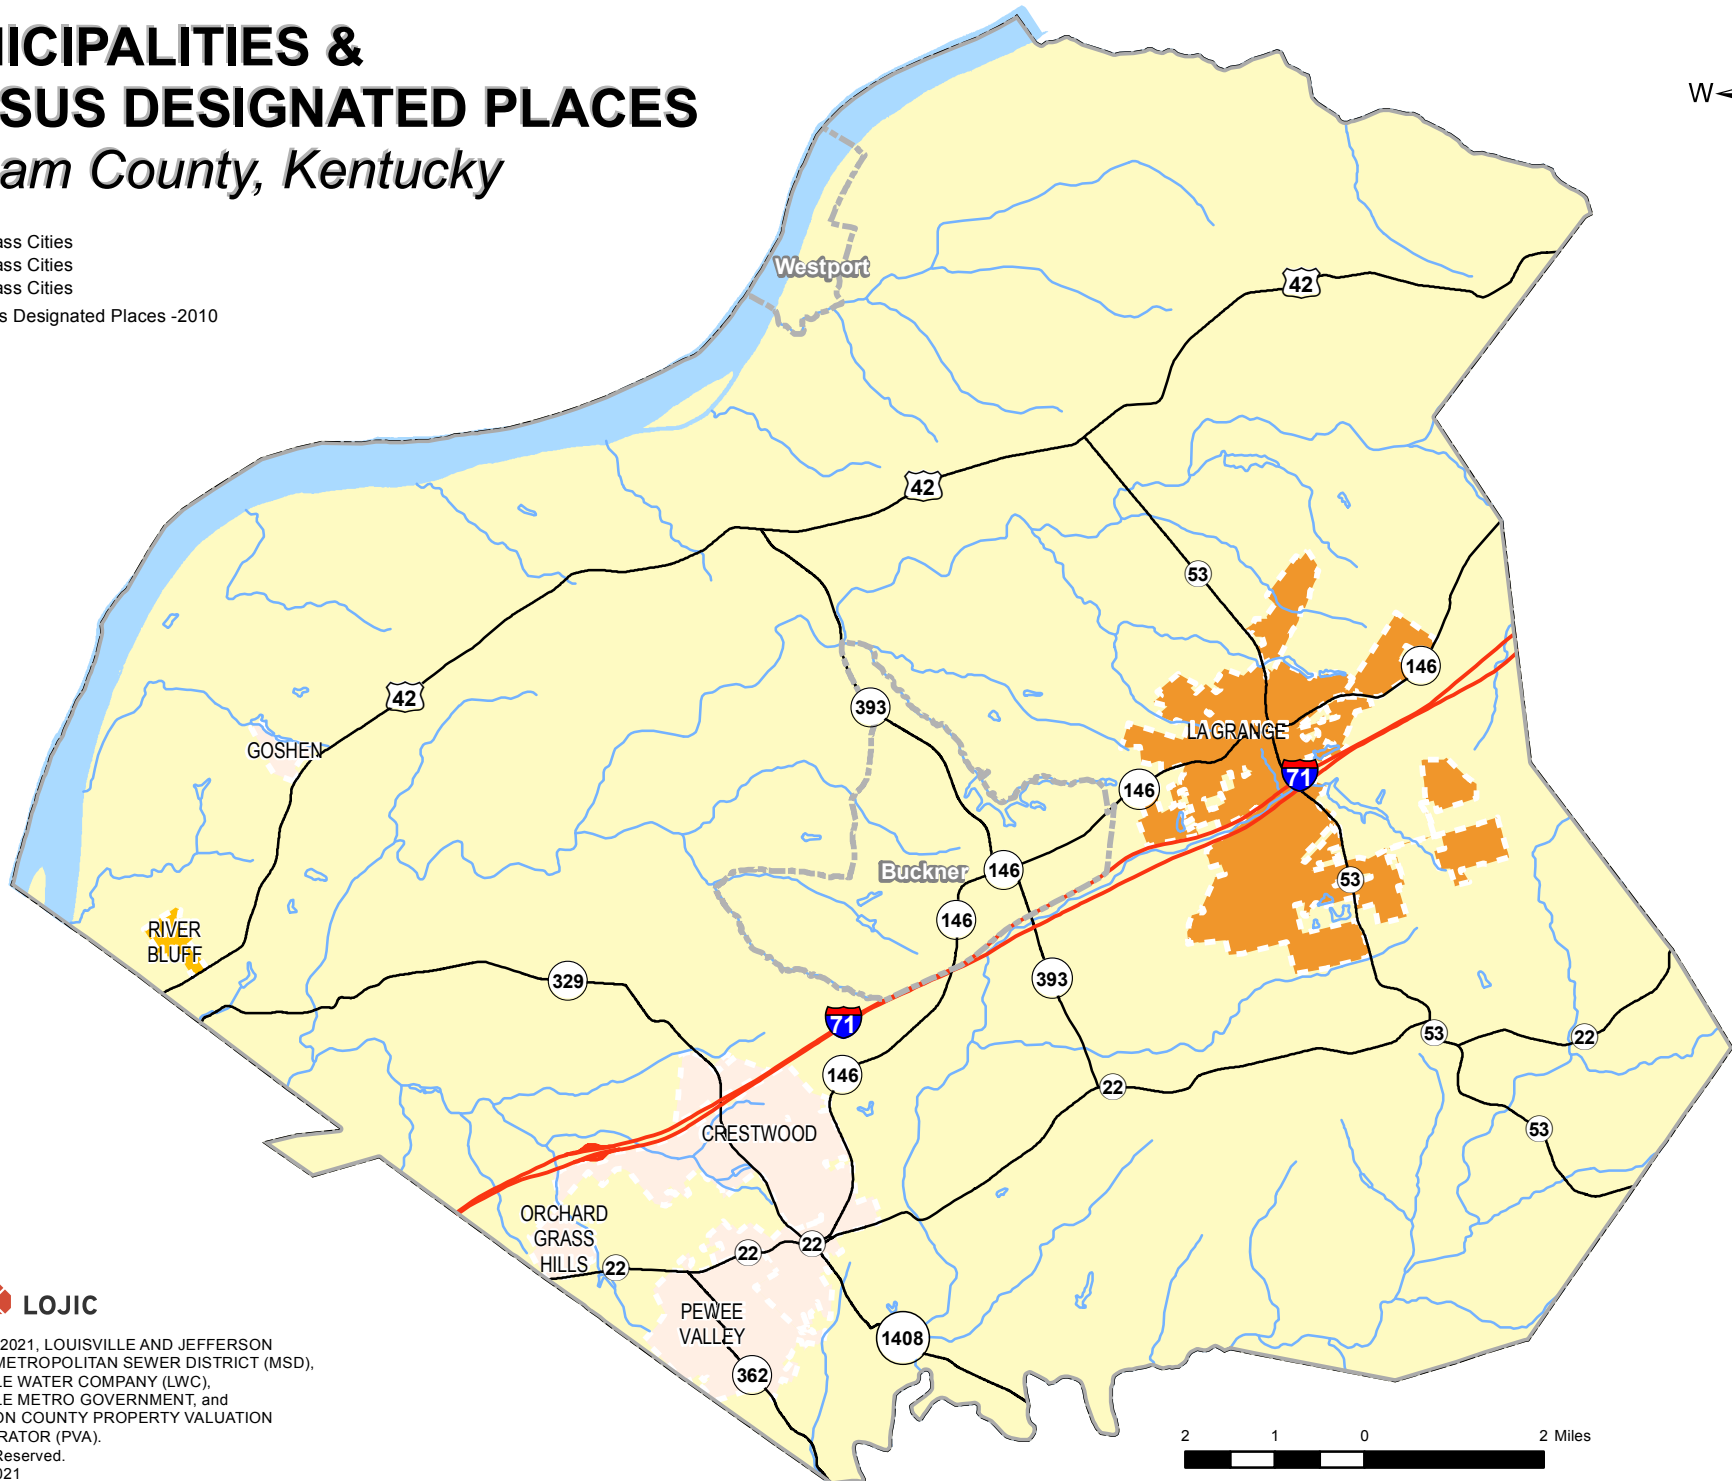 NICIPALITIES &
SUS DESIGNATED PLACES
am County, Kentucky
W
ass Cities
ass Cities
ass Cities
s Designated Places -2010
Westport
42
42
53
146
42
393
LAGRANGE
GOSHEN
71
146
Buckner
146
53
146
RIVER
BLUFF
329
393
71
53
22
146
22
CRESTWOOD
53
ORCHARD
GRASS
HILLS
22
22
22
PEWEE
VALLEY
1408
362
LOJIC
2021, LOUISVILLE AND JEFFERSON
METROPOLITAN SEWER DISTRICT (MSD),
LE WATER COMPANY (LWC),
LE METRO GOVERNMENT, and
ON COUNTY PROPERTY VALUATION
RATOR (PVA).
Reserved.
021
2 1 0 2 Miles